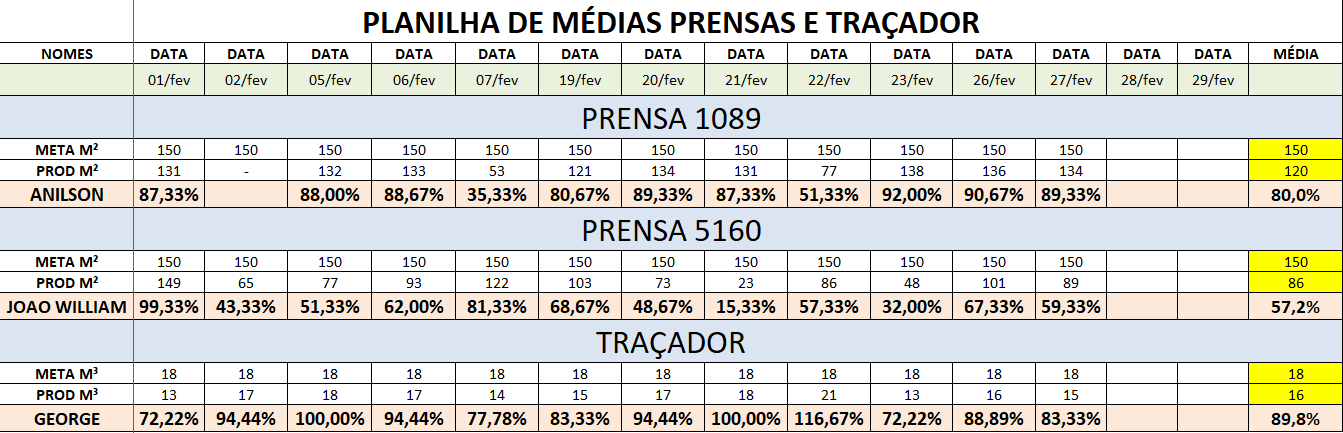 PLANILHA DE MÉDIAS PRENSAS E TRAÇADOR
NOMES DATA DATA DATA DATA DATA DATA DATA DATA DATA DATA DATA DATA DATA DATA MÉDIA
01/fev 02/fev 05/fev 06/fev 07/fev 19/fev 20/fev 21/fev 22/fev 23/fev 26/fev 27/fev 28/fev 29/fev
PRENSA 1089
META M² 150 150 150 150 150 150 150 150 150 150 150 150 150
PROD M² 131 - 132 133 53 121 134 131 77 138 136 134 120
ANILSON 87,33% 88,00% 88,67% 35,33% 80,67% 89,33% 87,33% 51,33% 92,00% 90,67% 89,33% 80,0%
PRENSA 5160
META M² 150 150 150 150 150 150 150 150 150 150 150 150 150
PROD M² 149 65 77 93 122 103 73 23 86 48 101 89 86
JOAO WILLIAM 99,33% 43,33% 51,33% 62,00% 81,33% 68,67% 48,67% 15,33% 57,33% 32,00% 67,33% 59,33% 57,2%
TRAÇADOR
META M³ 18 18 18 18 18 18 18 18 18 18 18 18 18
PROD M³ 13 17 18 17 14 15 17 18 21 13 16 15 16
GEORGE 72,22% 94,44% 100,00% 94,44% 77,78% 83,33% 94,44% 100,00% 116,67% 72,22% 88,89% 83,33% 89,8%